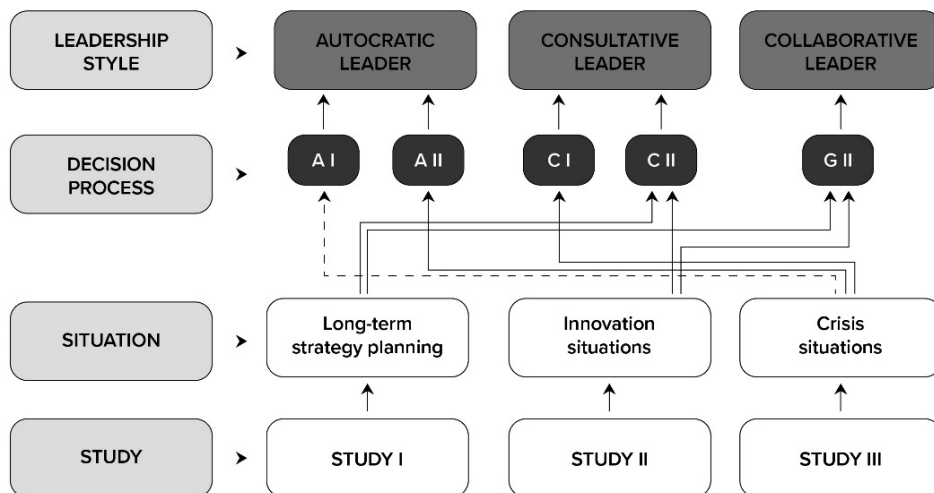 LEADERSHIP
STYLE
AUTOCRATIC
LEADER
CONSULTATIVE
LEADER
COLLABORATIVE
LEADER
DECISION
PROCESS
A I
A II
C I
C II
G II
SITUATION
Long-term
strategy planning
Innovation
situations
Crisis
situations
STUDY
STUDY I
STUDY II
STUDY III